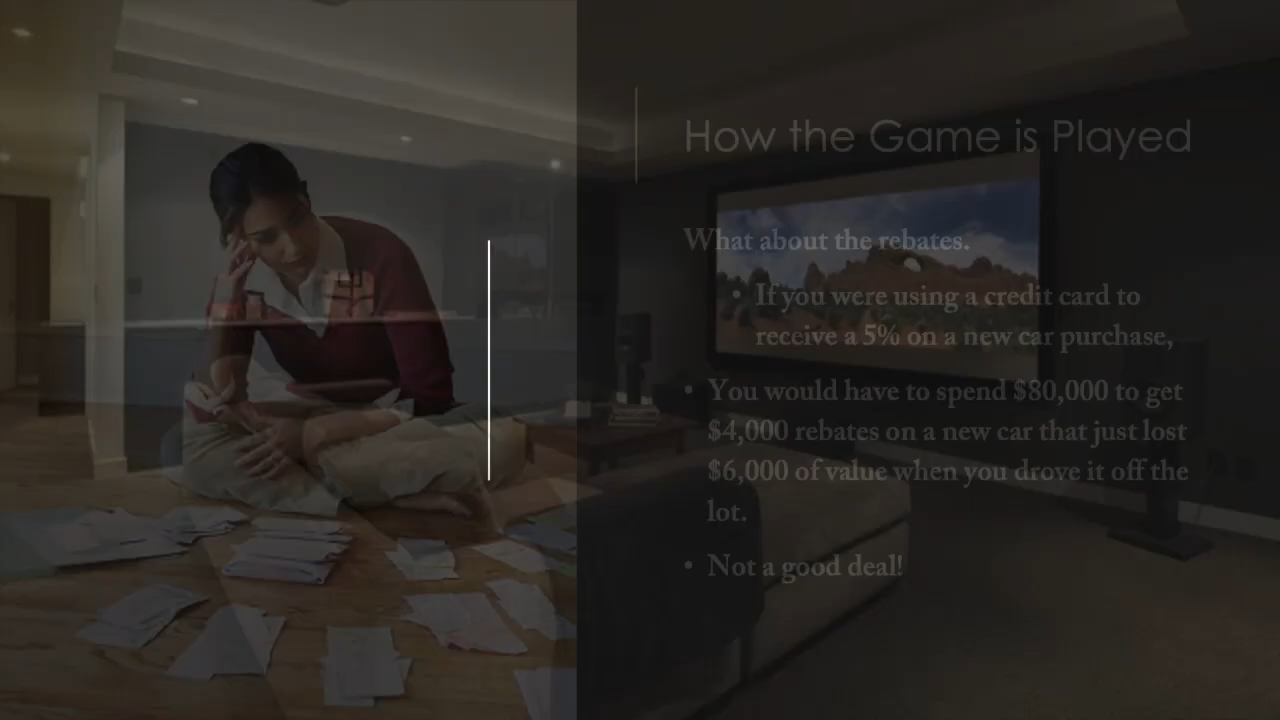 How the Game is Played
What about the rebates.
• If you were using a credit card to
receive a 5% on a new car purchase,
• You would have to spend $80,000 to get
$4,000 rebates on a new car that just lost
$6,000 of value when you drove it off the
lot.
• Not a good deal!